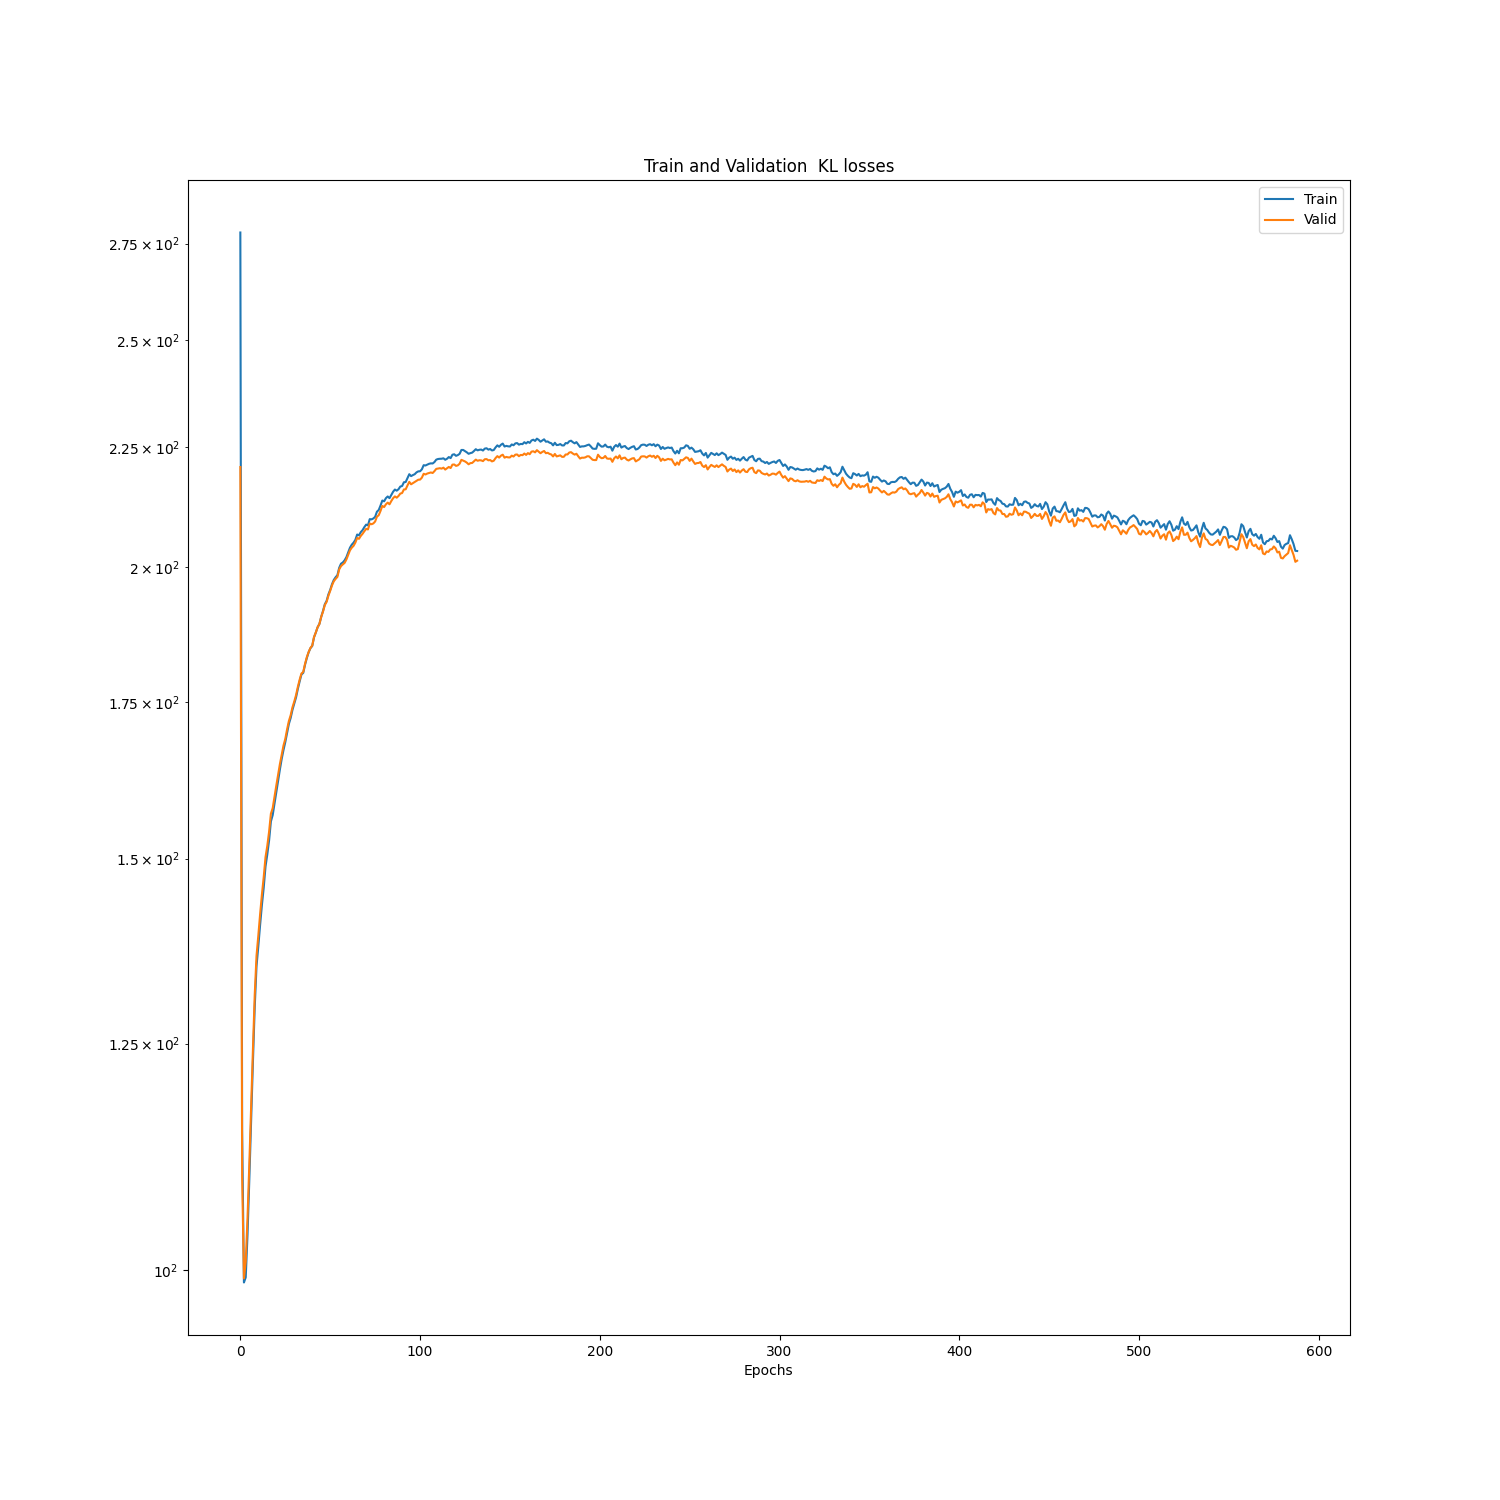 Train and Validation  KL losses
Train
Valid
2.75 × 10²
2.5 × 10²
2.25 × 10²
2 × 10²
1.75 × 10²
1.5 × 10²
1.25 × 10²
10²
0 100 200 300 400 500 600
Epochs